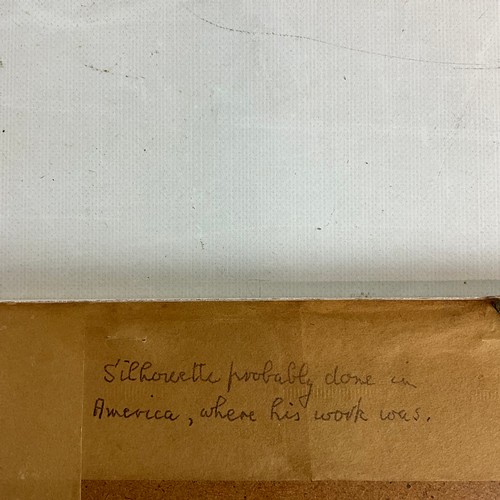 Silhouette probably done in
America, where his work was.